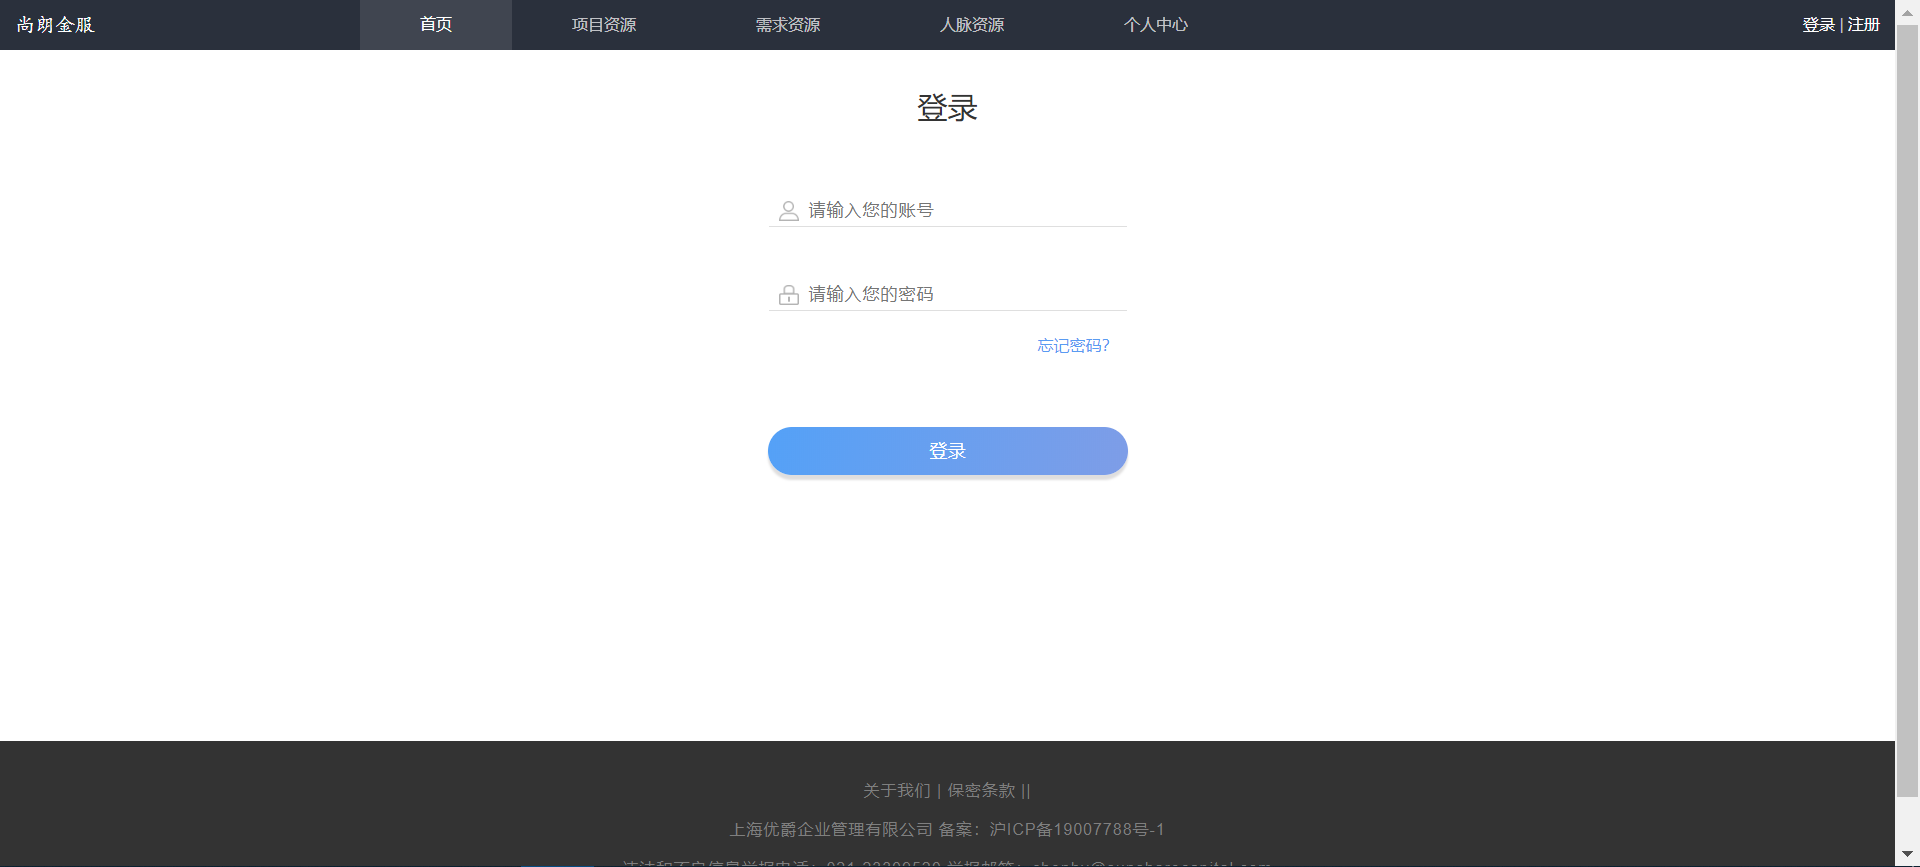 尚朗金服
首页 项目资源 需求资源 人脉资源 个人中心
登录 | 注册
登录
请输入您的账号
请输入您的密码
忘记密码?
登录
关于我们 | 保密条款 ||
上海优爵企业管理有限公司 备案：沪ICP备19007788号-1